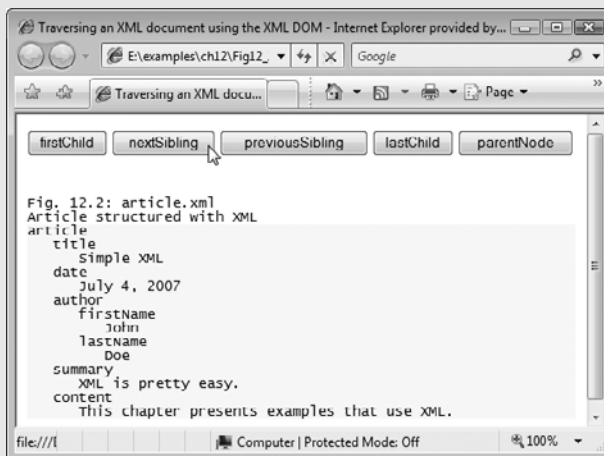 Traversing an XML document using the XML DOM - Internet Explorer provided by...
E:\examples\ch12\Fig12_
Google
Traversing an XML docu...
Page
»
firstChild
nextSibling
previousSibling
lastChild
parentNode
Fig. 12.2: article.xml
Article structured with XML
article
title
Simple XML
date
July 4, 2007
author
firstName
John
lastName
Doe
summary
XML is pretty easy.
content
This chapter presents examples that use XML.
file:///
Computer | Protected Mode: Off
100%